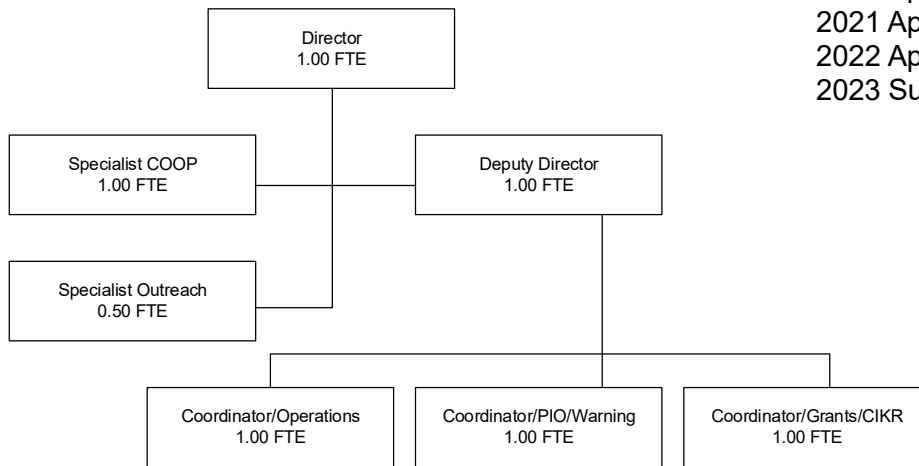 2021 Ap
2022 Ap
2023 Su
Director
1.00 FTE
Specialist COOP
1.00 FTE
Deputy Director
1.00 FTE
Specialist Outreach
0.50 FTE
Coordinator/Operations
1.00 FTE
Coordinator/PIO/Warning
1.00 FTE
Coordinator/Grants/CIKR
1.00 FTE